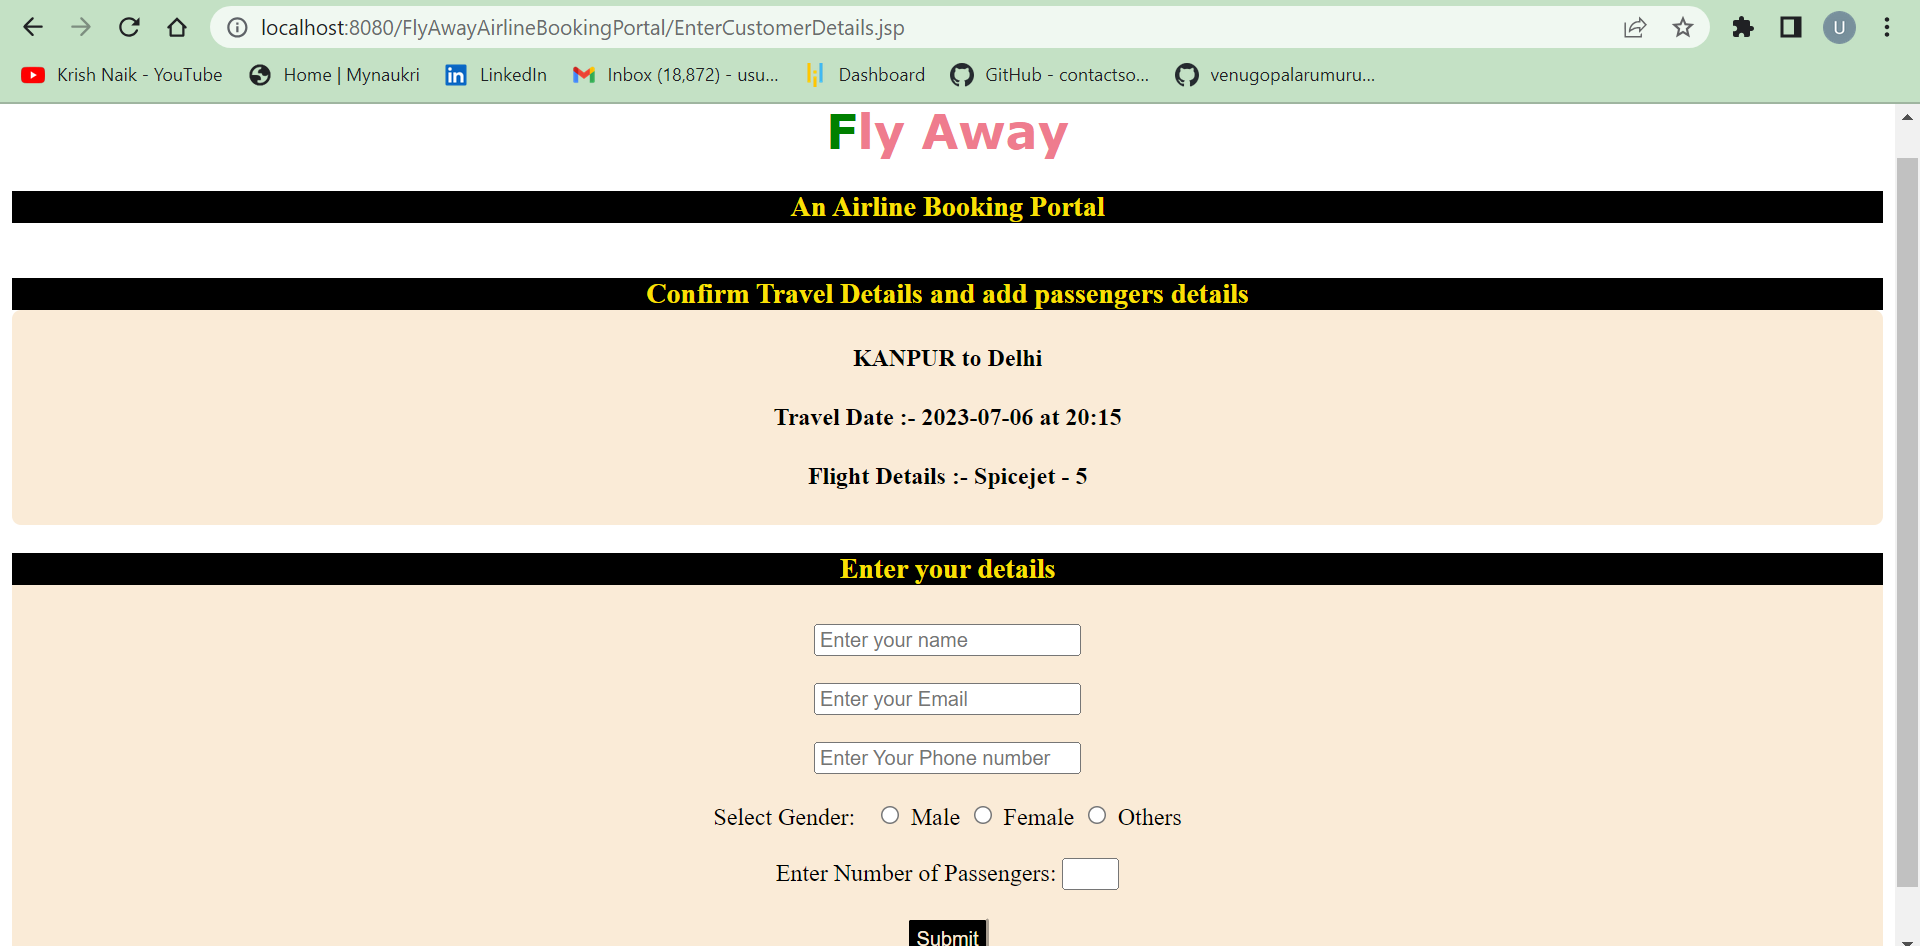 localhost:8080/FlyAwayAirlineBookingPortal/EnterCustomerDetails.jsp
U
Krish Naik - YouTube Home | Mynaukri LinkedIn Inbox (18,872) - usu... Dashboard GitHub - contactso... venugopalarumuru...
Fly Away
An Airline Booking Portal
Confirm Travel Details and add passengers details
KANPUR to Delhi
Travel Date :- 2023-07-06 at 20:15
Flight Details :- Spicejet - 5
Enter your details
Enter your name
Enter your Email
Enter Your Phone number
Select Gender: Male Female Others
Enter Number of Passengers:
Submit